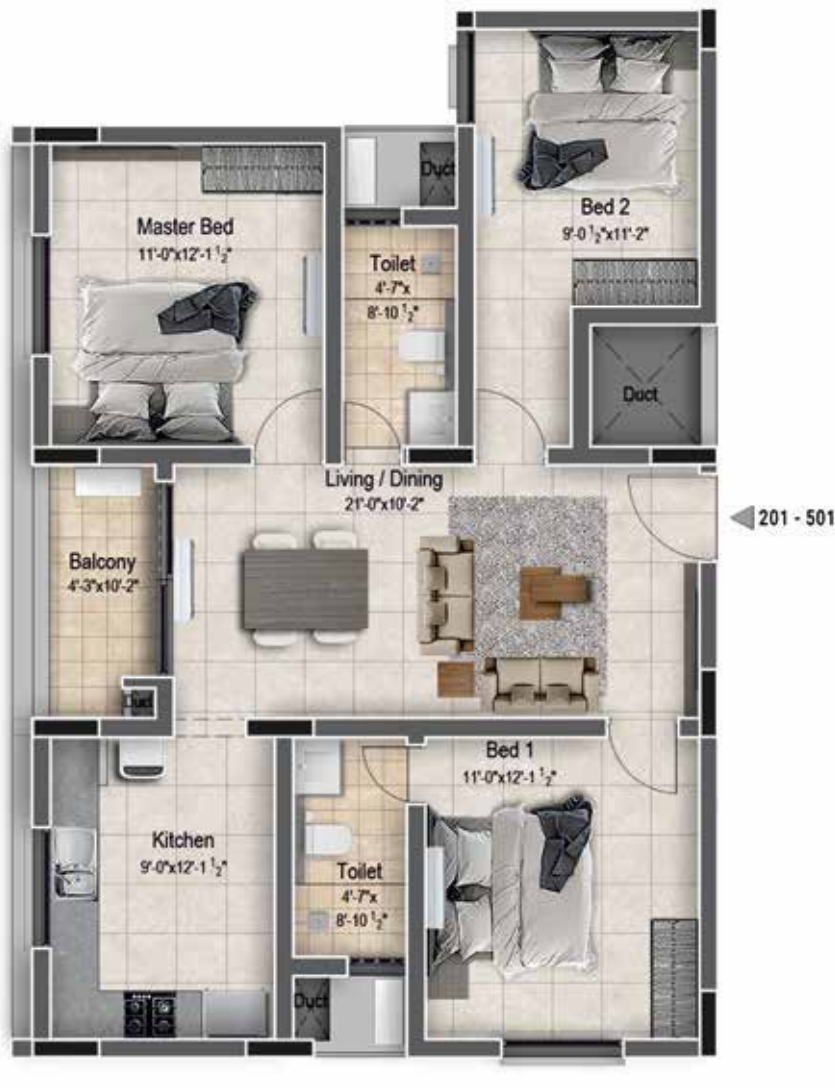 Duct
Master Bed
11'-0"x12'-1 ½"
Toilet
4'-7"x
8'-10 ½"
Bed 2
9'-0 ½"x11'-2"
Duct
Living / Dining
21'-0"x10'-2"
201 - 501
Balcony
4'-3"x10'-2"
Duct
Bed 1
11'-0"x12'-1 ½"
Kitchen
9'-0"x12'-1 ½"
Toilet
4'-7"x
8'-10 ½"
Duct